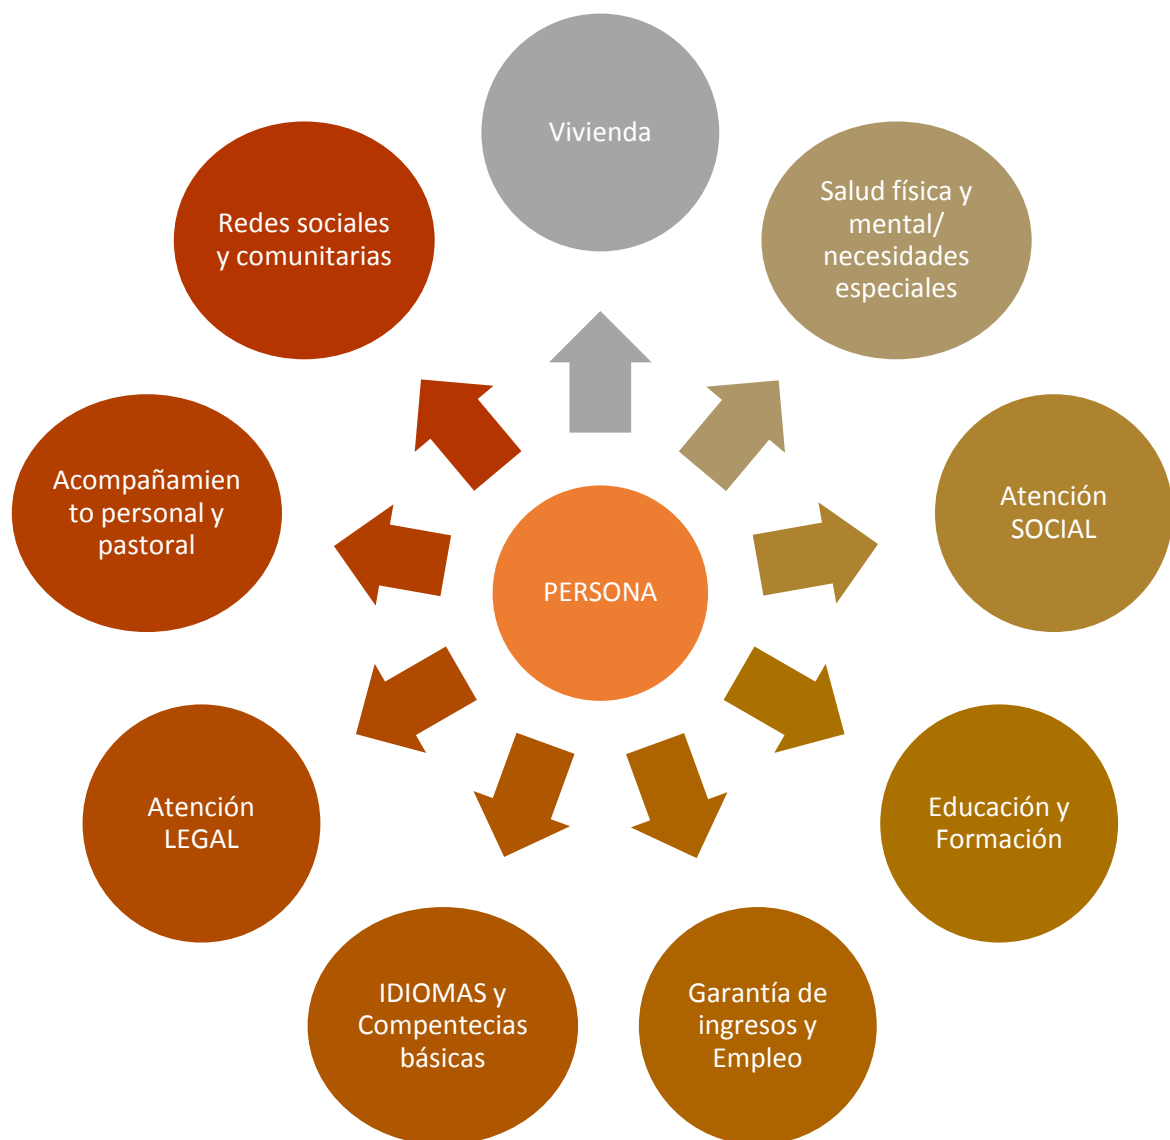 Vivienda
Salud física y
mental/
necesidades
especiales
Atención
SOCIAL
Educación y
Formación
Garantía de
ingresos y
Empleo
IDIOMAS y
Compentecias
básicas
Atención
LEGAL
Acompañamien
to personal y
pastoral
Redes sociales
y comunitarias
PERSONA